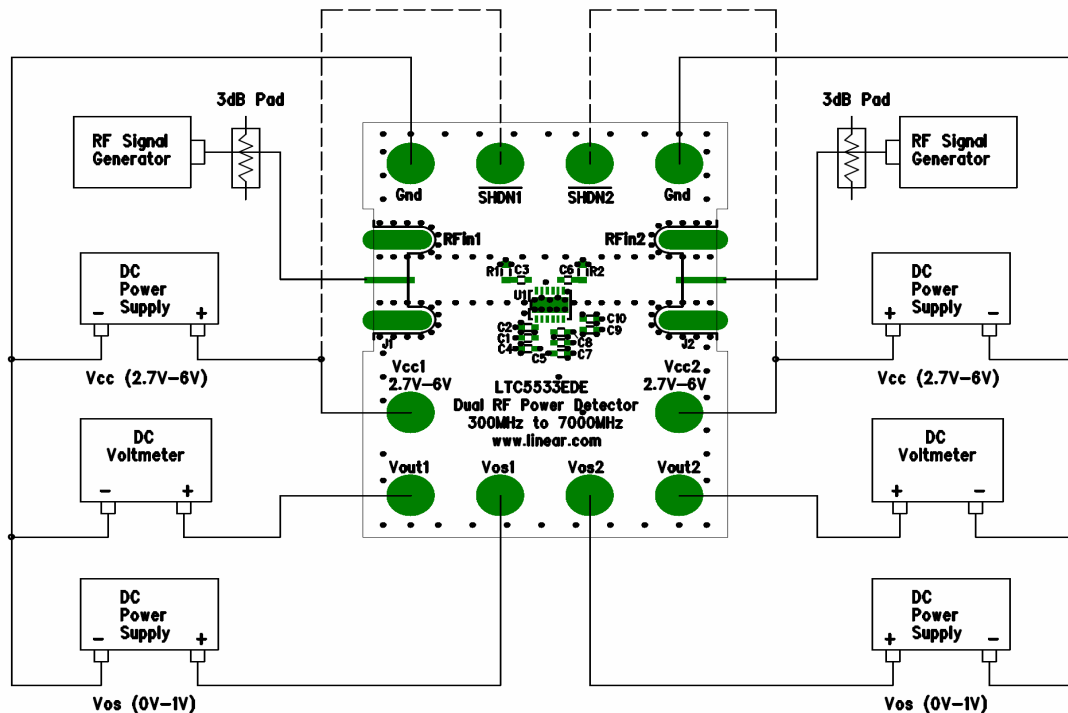 3dB Pad
3dB Pad
RF Signal
Generator
RF Signal
Generator
Gnd
SHDN1
SHDN2
Gnd
RFin1
RFin2
DC
Power
Supply
- +
DC
Power
Supply
+ -
R1
C3
C6
R2
U1
C2
C1
C4
C5
C10
C9
C8
C7
J1
J2
Vcc (2.7V-6V)
Vcc (2.7V-6V)
Vcc1
2.7V-6V
Vcc2
2.7V-6V
LTC5533EDE
Dual RF Power Detector
300MHz to 7000MHz
www.linear.com
DC
Voltmeter
- +
DC
Voltmeter
+ -
Vout1
Vos1
Vos2
Vout2
DC
Power
Supply
- +
DC
Power
Supply
+ -
Vos (0V-1V)
Vos (0V-1V)